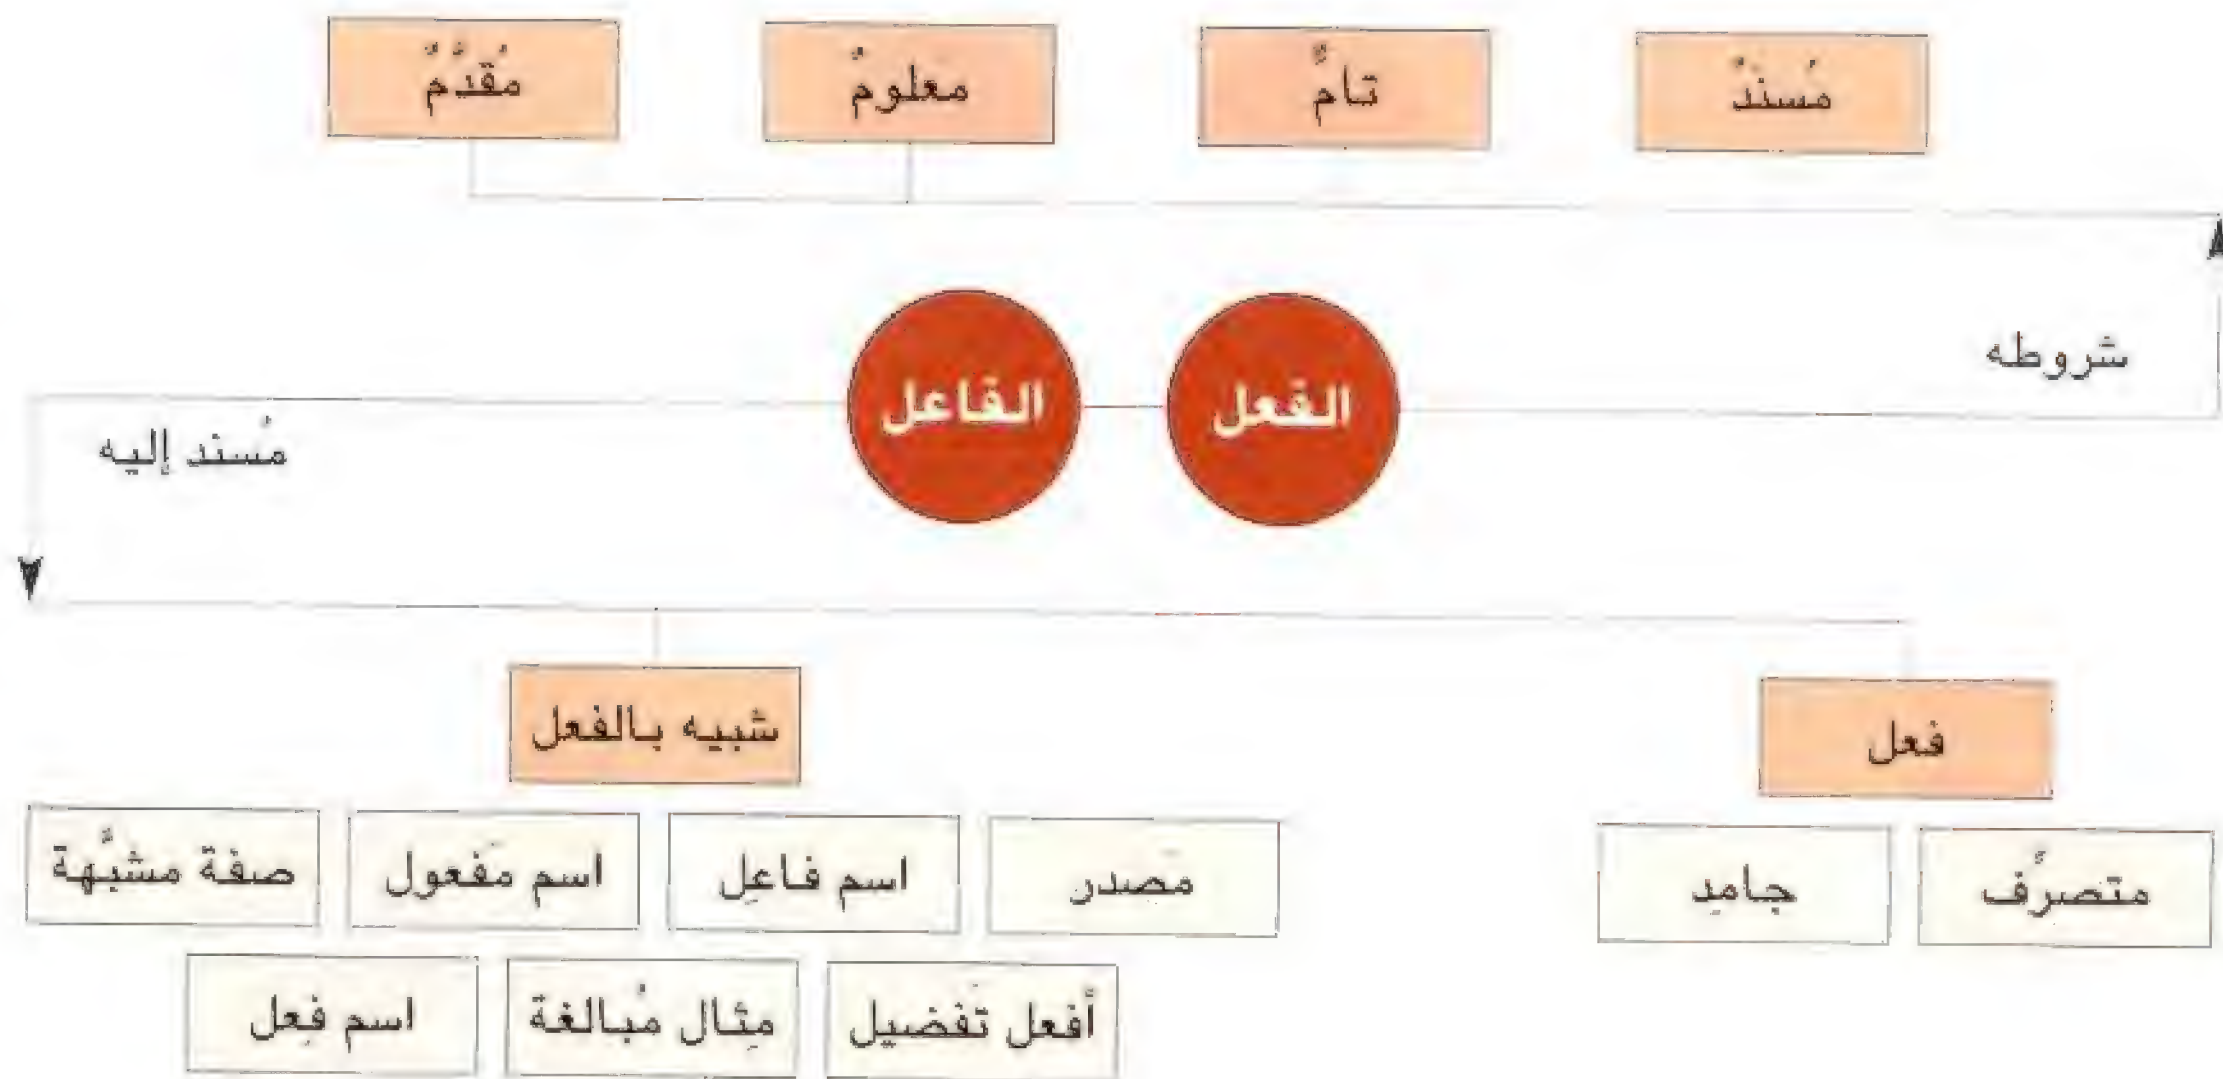 مُسندٌ
تامٌّ
معلومٌ
مُقدَّمٌ
شروطه
الفعل
الفاعل
مُسند إليه
فعل
شبيه بالفعل
متصرِّف
جامِد
مَصدر
اسم فاعِل
اسم مَفعول
صفة مشبَّهة
أفعل تَفضيل
مِثال مُبالغة
اسم فِعل